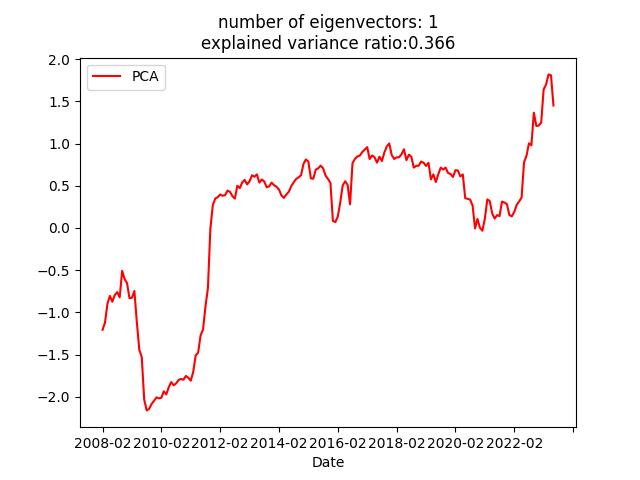 number of eigenvectors: 1
explained variance ratio:0.366
PCA
2.0
1.5
1.0
0.5
0.0
−0.5
−1.0
−1.5
−2.0
2008-02 2010-02 2012-02 2014-02 2016-02 2018-02 2020-02 2022-02
Date